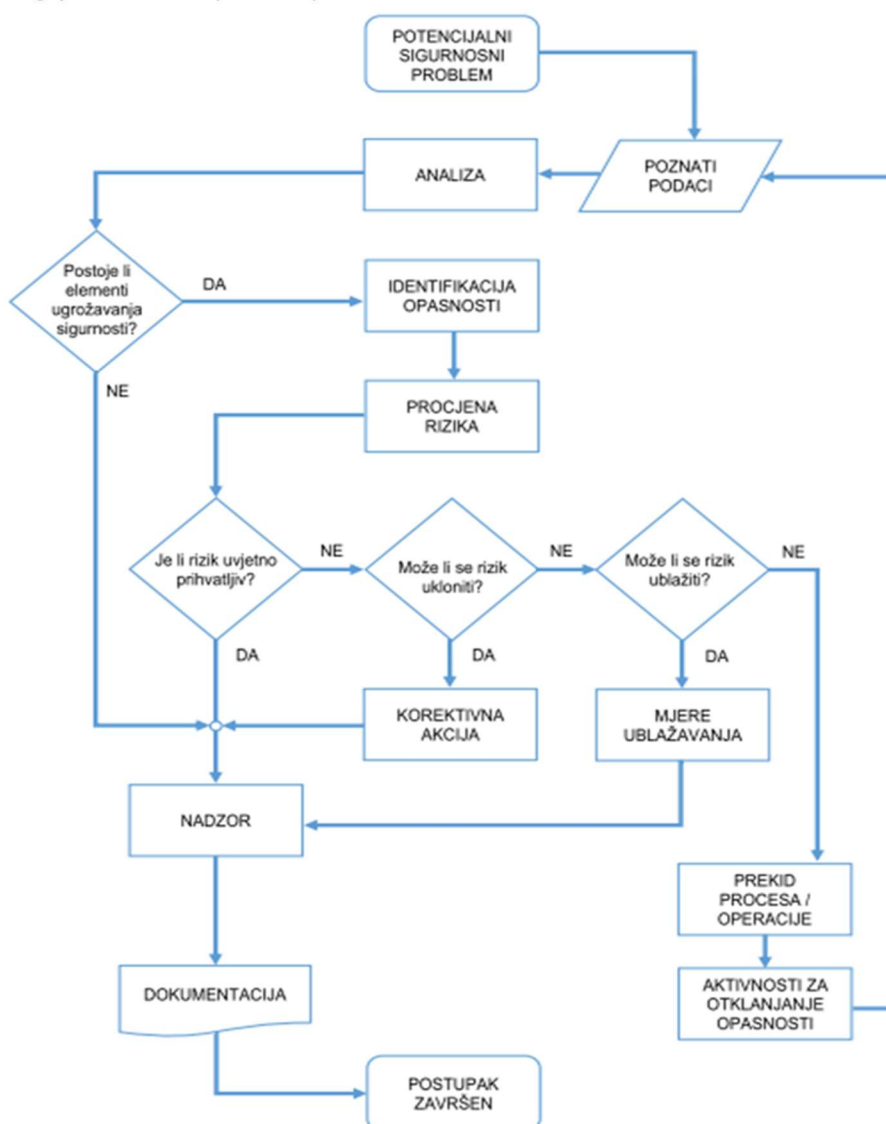 POTENCIJALNI
SIGURNOSNI
PROBLEM
POZNATI
PODACI
ANALIZA
Postoje li
elementi
ugrožavanja
sigurnosti?
DA
NE
IDENTIFIKACIJA
OPASNOSTI
PROCJENA
RIZIKA
Je li rizik uvjetno
prihvatljiv?
NE
DA
Može li se rizik
ukloniti?
NE
DA
Može li se rizik
ublažiti?
NE
DA
KOREKTIVNA
AKCIJA
MJERE
UBLAŽAVANJA
NADZOR
PREKID
PROCESA /
OPERACIJE
DOKUMENTACIJA
AKTIVNOSTI ZA
OTKLANJANJE
OPASNOSTI
POSTUPAK
ZAVRŠEN